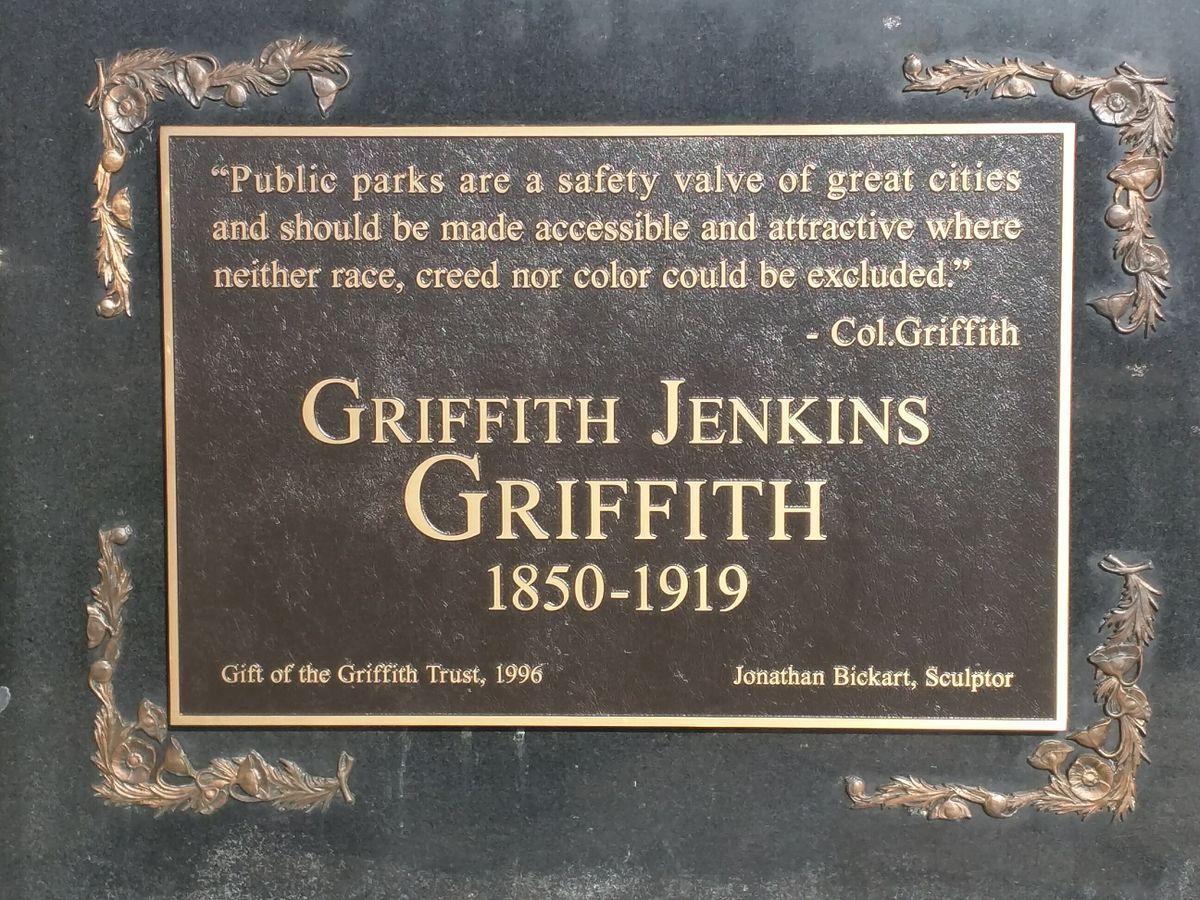 “Public parks are a safety valve of great cities
and should be made accessible and attractive where
neither race, creed nor color could be excluded.”
- Col.Griffith
GRIFFITH JENKINS
GRIFFITH
1850-1919
Gift of the Griffith Trust, 1996
Jonathan Bickart, Sculptor